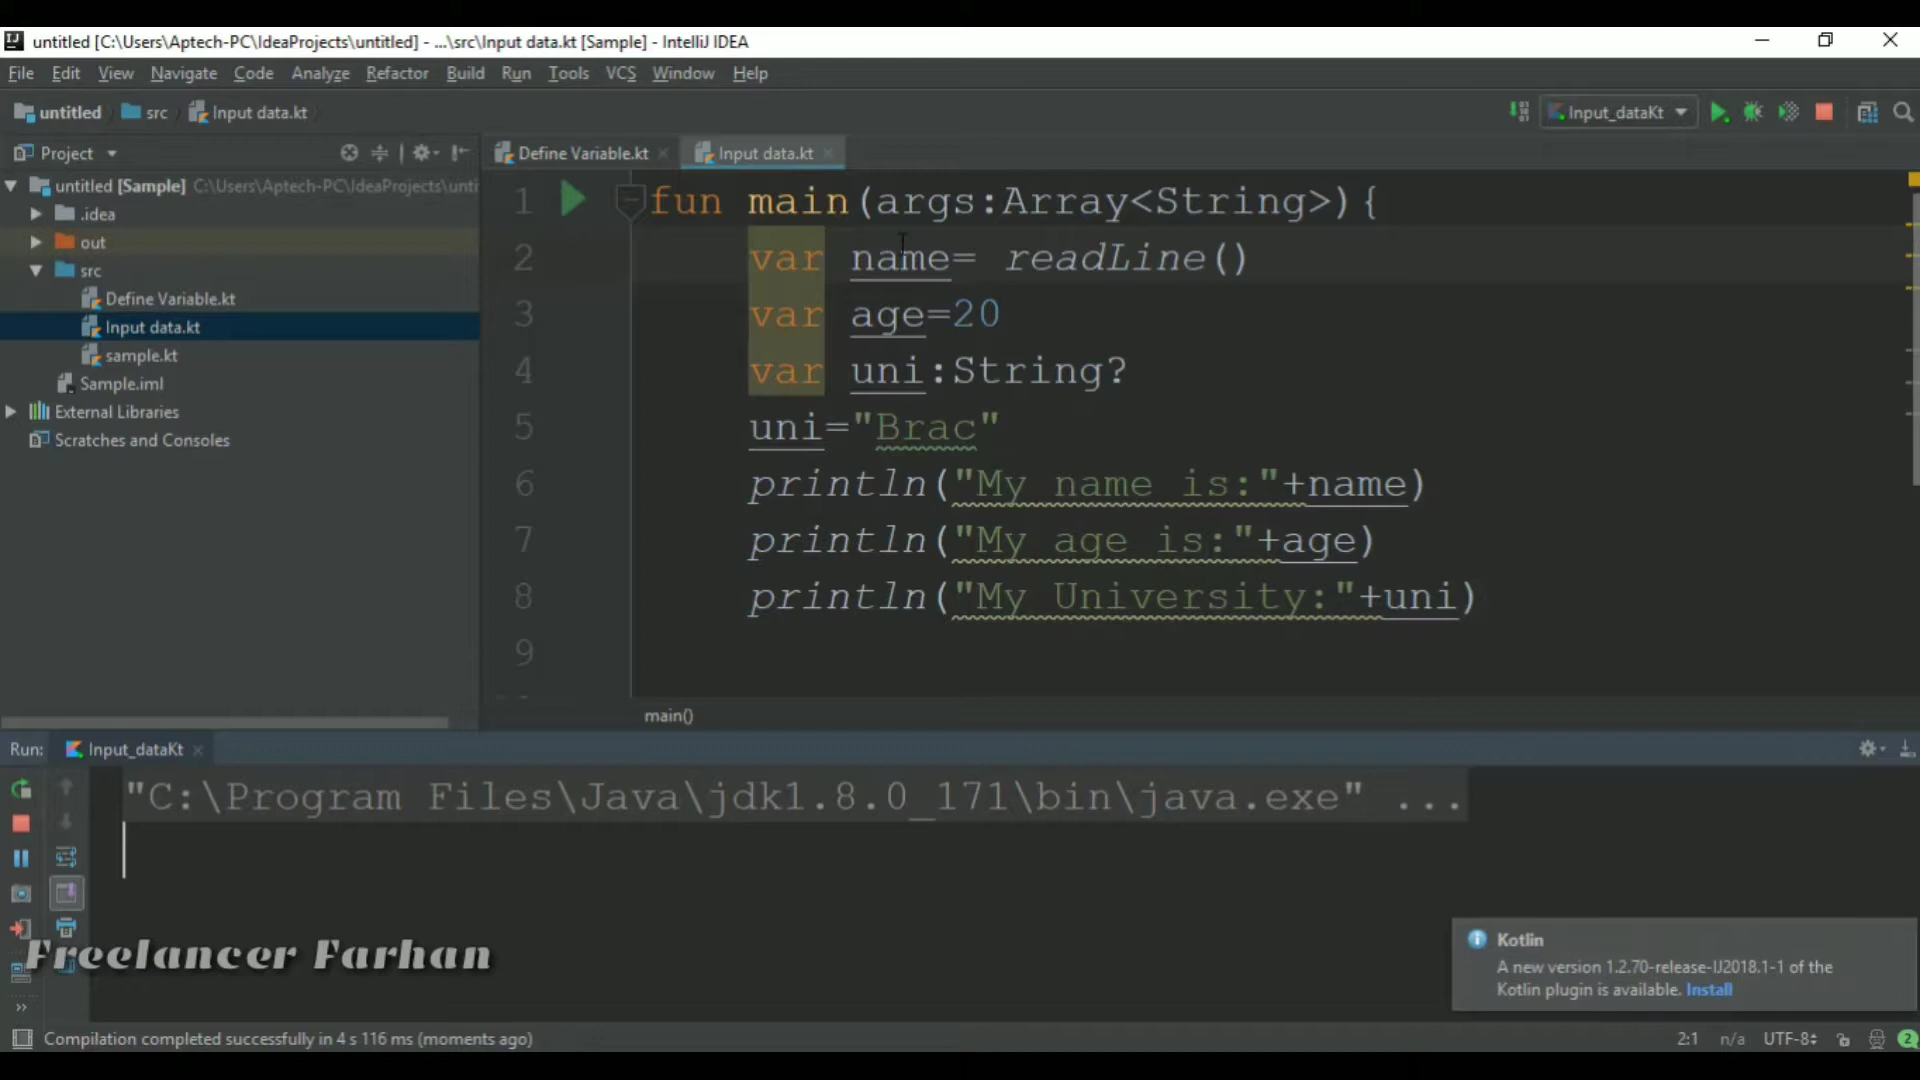 untitled [C:\Users\Aptech-PC\IdeaProjects\untitled] - ...\src\Input data.kt [Sample] - IntelliJ IDEA
File Edit View Navigate Code Analyze Refactor Build Run Tools VCS Window Help
untitled src Input data.kt Input_dataKt
Project Define Variable.kt Input data.kt
untitled [Sample] C:\Users\Aptech-PC\IdeaProjects\unti
.idea
out
src
Define Variable.kt
Input data.kt
sample.kt
Sample.iml
External Libraries
Scratches and Consoles
1 fun main(args:Array<String>){
2 var name= readLine()
3 var age=20
4 var uni:String?
5 uni="Brac"
6 println("My name is:"+name)
7 println("My age is:"+age)
8 println("My University:"+uni)
9
main()
Run: Input_dataKt
"C:\Program Files\Java\jdk1.8.0_171\bin\java.exe" ...
Freelancer Farhan
Kotlin
A new version 1.2.70-release-IJ2018.1-1 of the
Kotlin plugin is available. Install
Compilation completed successfully in 4 s 116 ms (moments ago) 2:1 n/a UTF-8 2